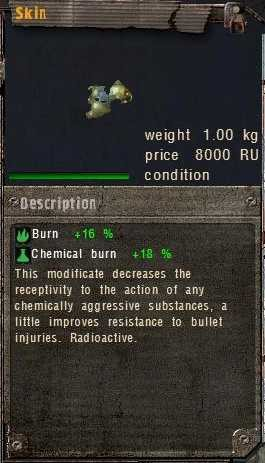 Skin
weight 1.00 kg
price 8000 RU
condition
Description
Burn +16 %
Chemical burn +18 %
This modificate decreases the
receptivity to the action of any
chemically aggressive substances, a
little improves resistance to bullet
injuries. Radioactive.